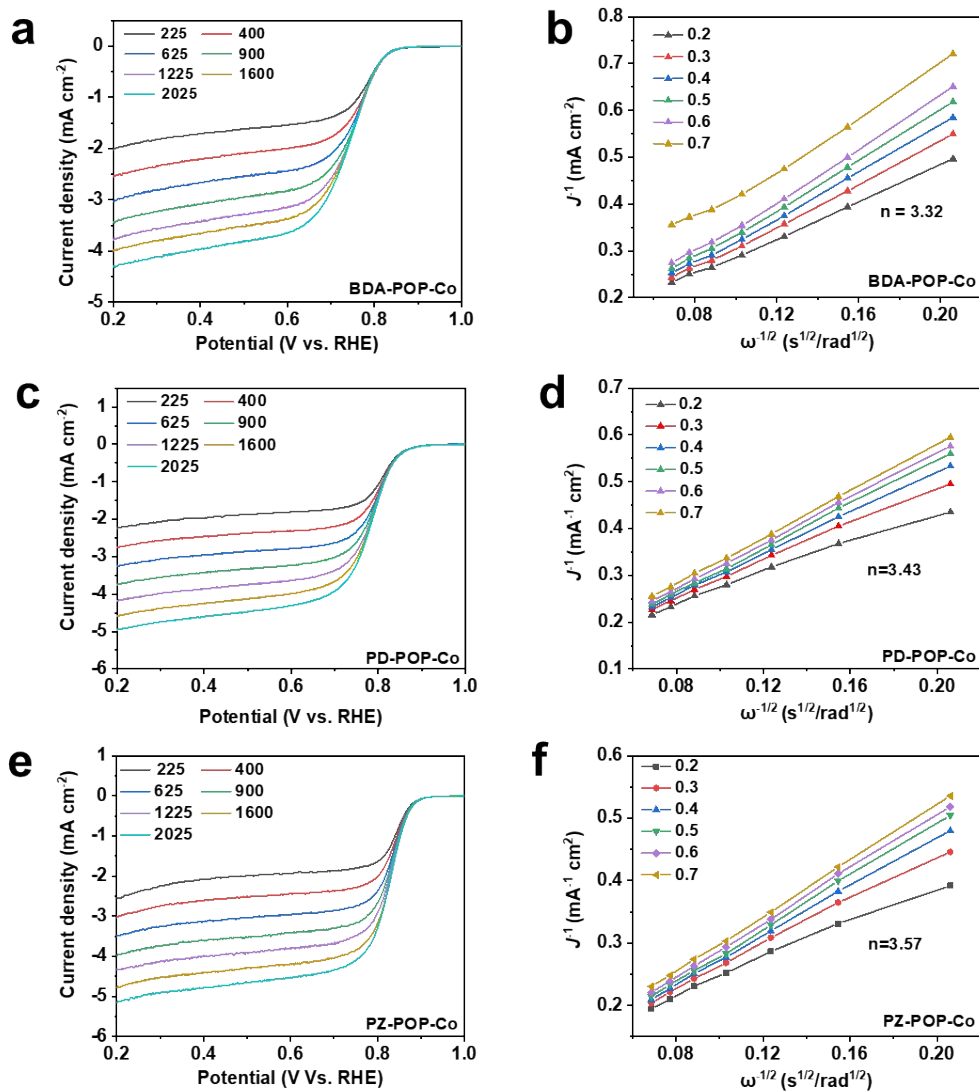 a
225 400
625 900
1225 1600
2025
0
-1
-2
-3
-4
-5
Current density (mA cm-2)
0.2 0.4 0.6 0.8 1.0
Potential (V vs. RHE)
BDA-POP-Co
b
0.2
0.3
0.4
0.5
0.6
0.7
0.8
0.7
0.6
0.5
0.4
0.3
0.2
J-1 (mA cm-2)
n = 3.32
BDA-POP-Co
0.08 0.12 0.16 0.20
ω-1/2 (s1/2/rad1/2)
c
225 400
625 900
1225 1600
2025
1
0
-1
-2
-3
-4
-5
-6
Current density (mA cm-2)
PD-POP-Co
0.2 0.4 0.6 0.8 1.0
Potential (V vs. RHE)
d
0.2
0.3
0.4
0.5
0.6
0.7
0.7
0.6
0.5
0.4
0.3
0.2
0.1
J-1 (mA-1 cm2)
n=3.43
PD-POP-Co
0.08 0.12 0.16 0.20
ω-1/2 (s1/2/rad1/2)
e
225 400
625 900
1225 1600
2025
1
0
-1
-2
-3
-4
-5
-6
Current density (mA cm-2)
PZ-POP-Co
0.2 0.4 0.6 0.8 1.0
Potential (V Vs. RHE)
f
0.2
0.3
0.4
0.5
0.6
0.7
0.6
0.5
0.4
0.3
0.2
J-1 (mA-1 cm2)
n=3.57
PZ-POP-Co
0.08 0.12 0.16 0.20
ω-1/2 (s1/2/rad1/2)